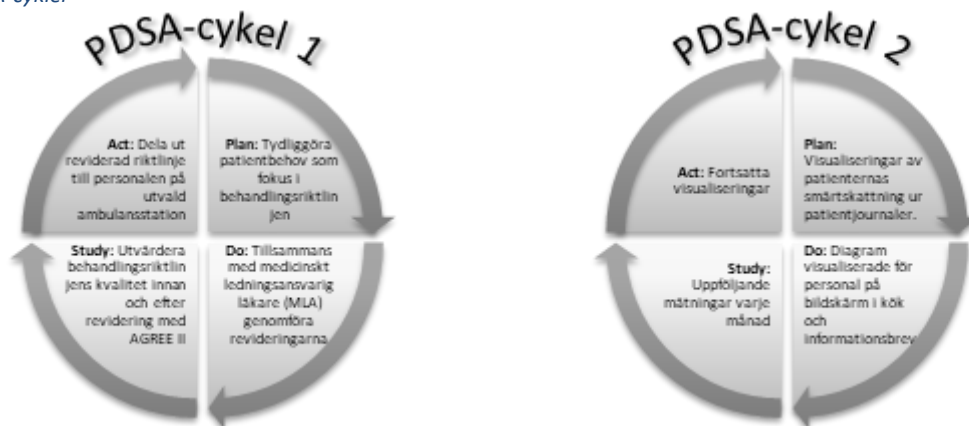 PDSA-cykel 1
Act: Dela ut
reviderad riktlinje
till personalen på
utvald
ambulansstation
Plan: Tydliggöra
patientbehov som
fokus i
behandlingsriktlin
jen
Study: Utvärdera
behandlingsriktlin
jens kvalitet innan
och efter
revidering med
AGREE II
Do: Tillsammans
med medicinskt
ledningsansvarig
läkare (MLA)
genomföra
revideringarna
PDSA-cykel 2
Act: Fortsatta
visualiseringar
Plan:
Visualiseringar av
patienternas
smärtskattning ur
patientjournaler.
Study:
Uppföljande
mätningar varje
månad
Do: Diagram
visualiserade för
personal på
bildskärm i kök
och
informationsbrev